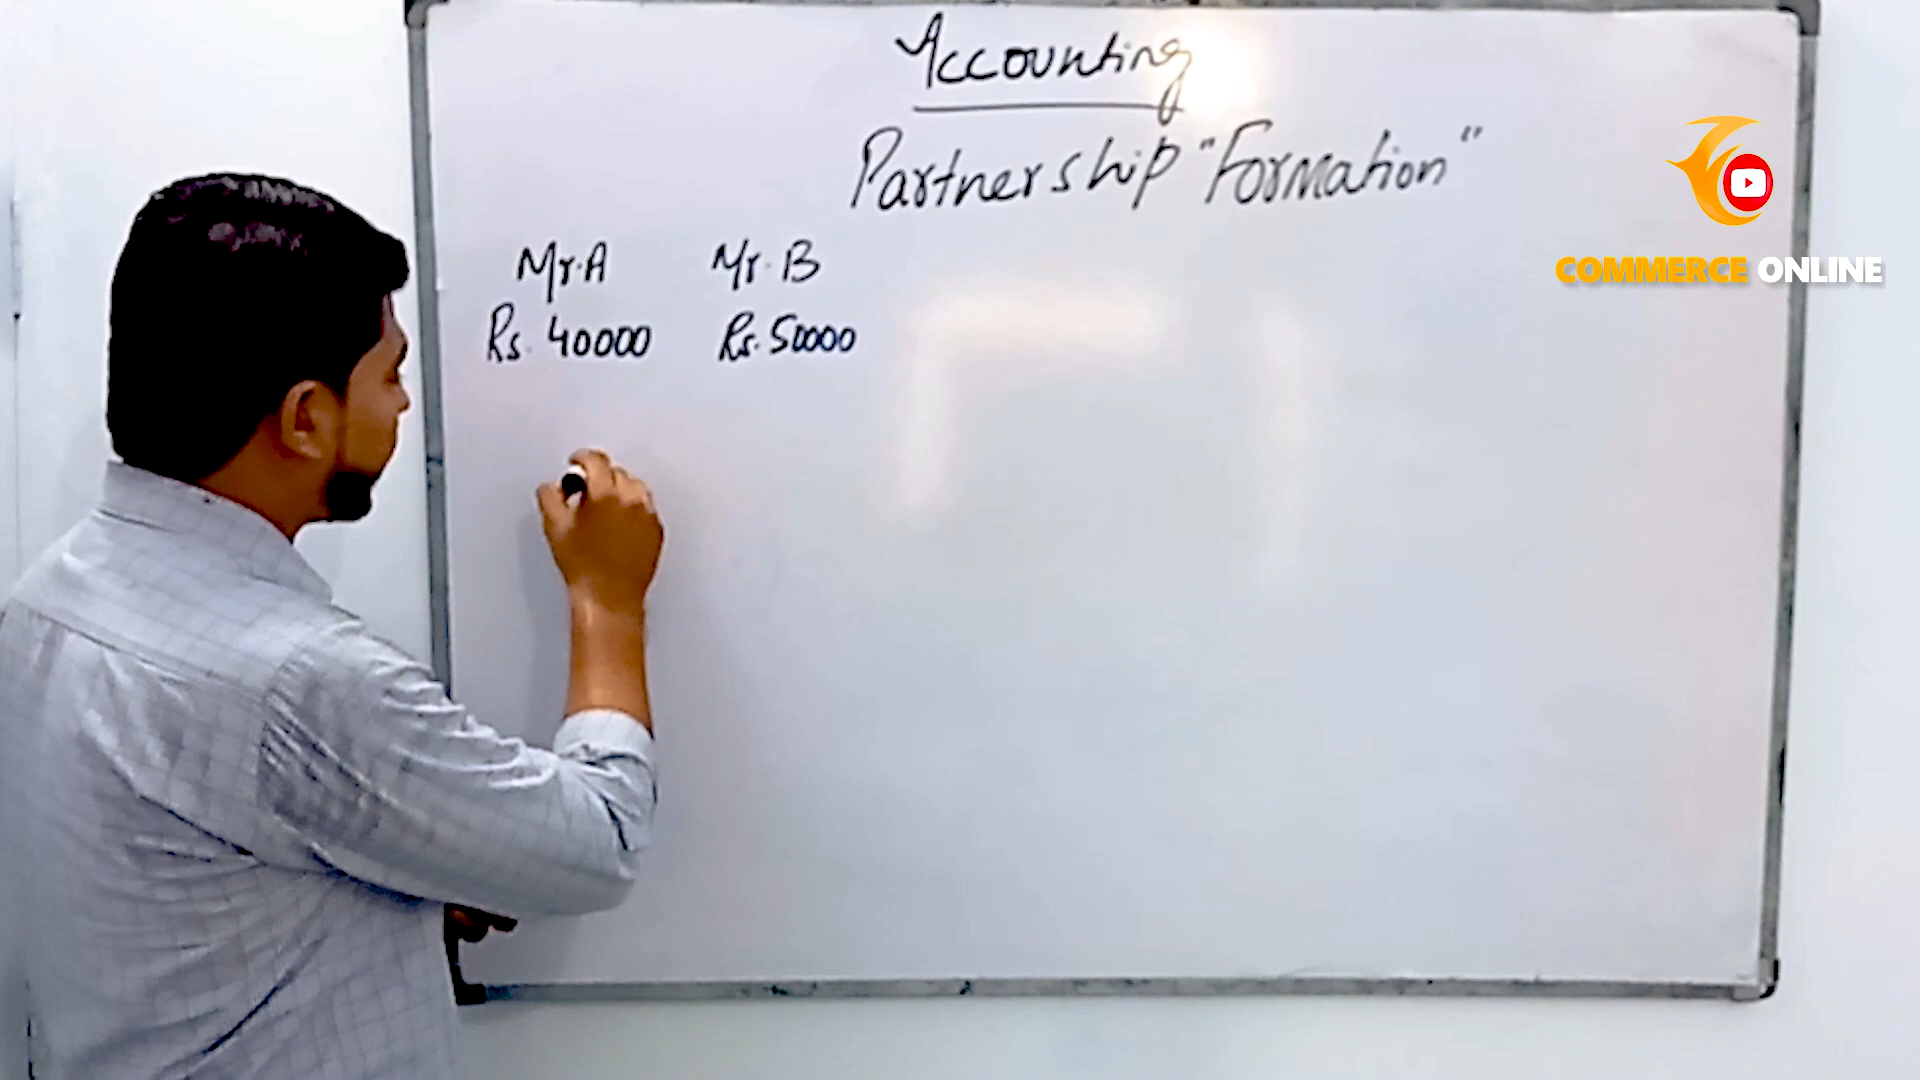 Accounting
Partnership "Formation"
Mr. A Mr. B
Rs. 40000 Rs. 50000
COMMERCE ONLINE